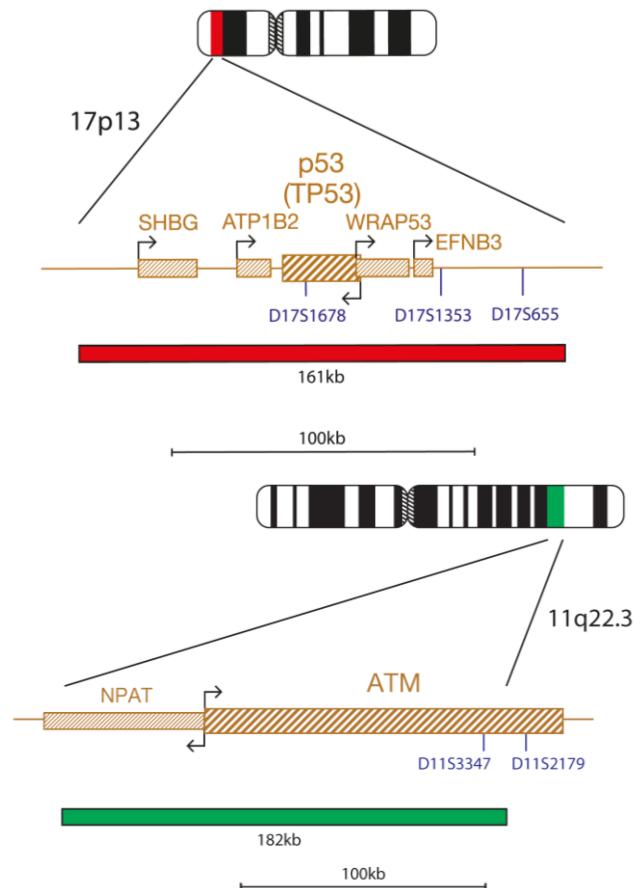 17p13
p53
(TP53)
SHBG
ATP1B2
WRAP53
EFNB3
D17S1678
D17S1353
D17S655
161kb
100kb
11q22.3
NPAT
ATM
D11S3347
D11S2179
182kb
100kb